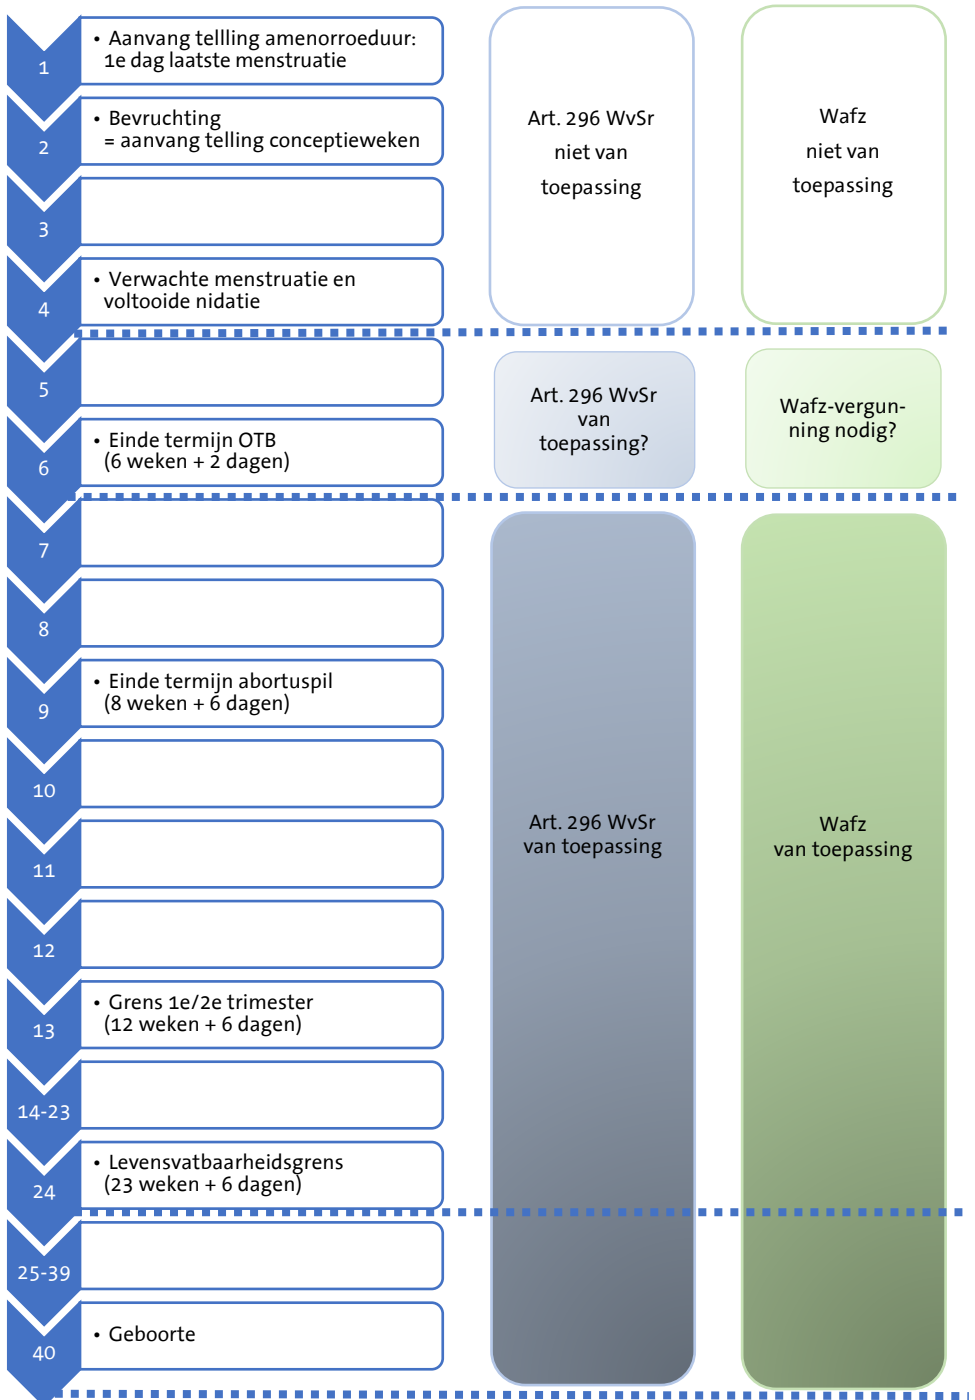 1
• Aanvang tellling amenorroeduur:
1e dag laatste menstruatie
2
• Bevruchting
= aanvang telling conceptieweken
3
4
• Verwachte menstruatie en
voltooide nidatie
Art. 296 WvSr
niet van
toepassing
Wafz
niet van
toepassing
5
6
• Einde termijn OTB
(6 weken + 2 dagen)
Art. 296 WvSr
van
toepassing?
Wafz-vergun-
ning nodig?
7
8
9
• Einde termijn abortuspil
(8 weken + 6 dagen)
10
11
12
13
• Grens 1e/2e trimester
(12 weken + 6 dagen)
14-23
24
• Levensvatbaarheidsgrens
(23 weken + 6 dagen)
25-39
40
• Geboorte
Art. 296 WvSr
van toepassing
Wafz
van toepassing